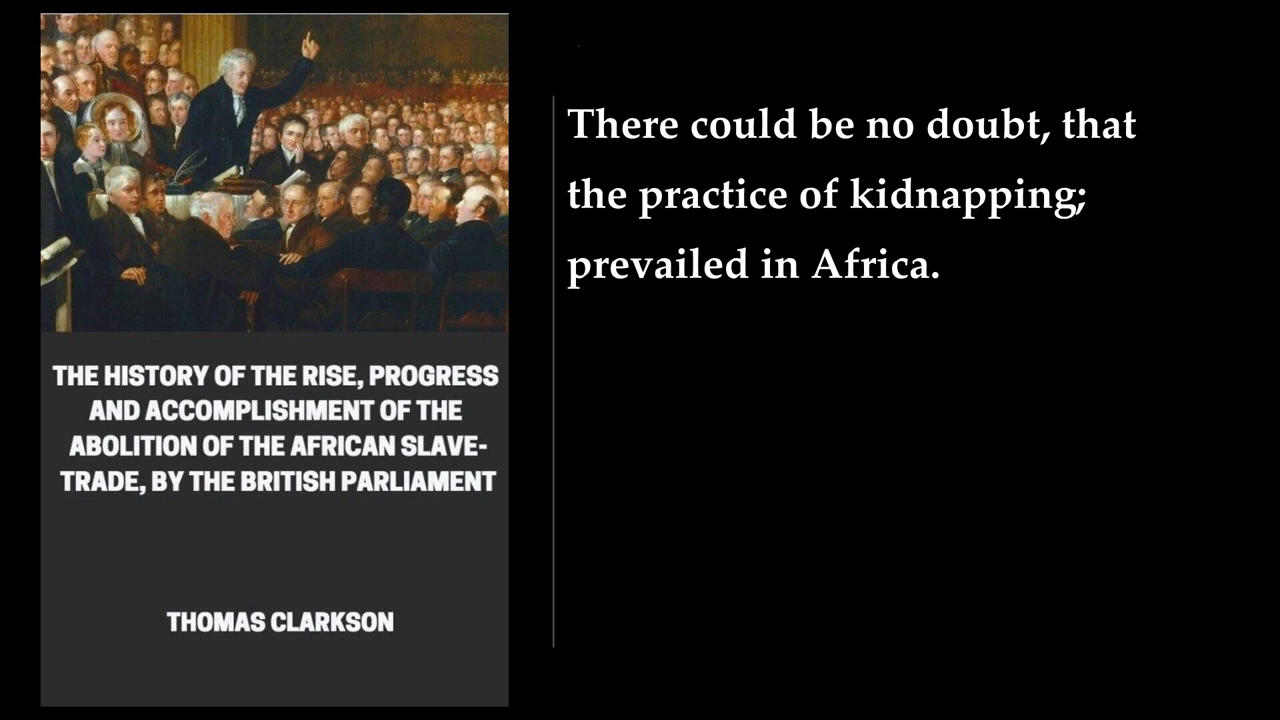 THE HISTORY OF THE RISE, PROGRESS
AND ACCOMPLISHMENT OF THE
ABOLITION OF THE AFRICAN SLAVE-
TRADE, BY THE BRITISH PARLIAMENT
THOMAS CLARKSON
There could be no doubt, that
the practice of kidnapping;
prevailed in Africa.